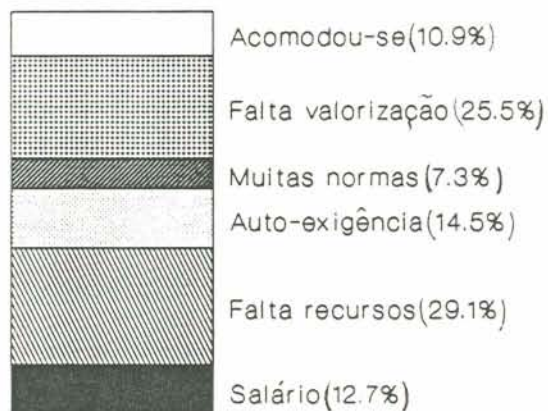 Acomodou-se(10.9%)
Falta valorização(25.5%)
Muitas normas(7.3%)
Auto-exigência(14.5%)
Falta recursos(29.1%)
Salário(12.7%)